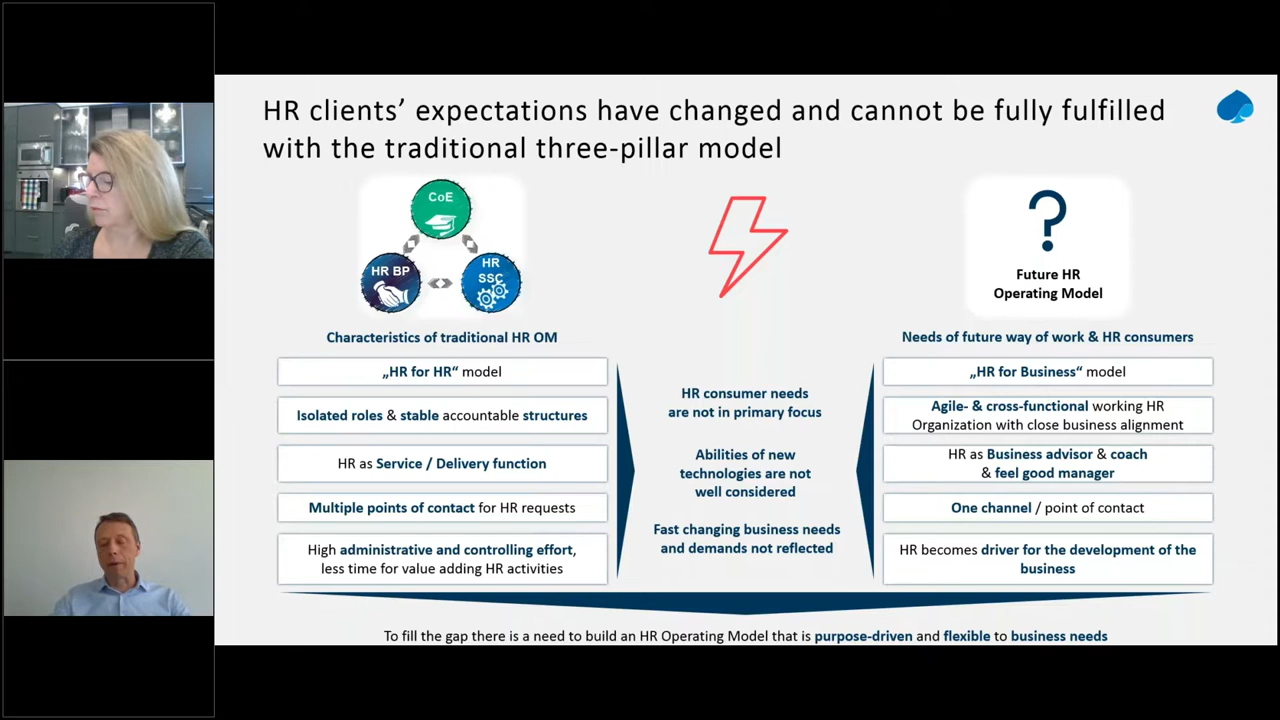 HR clients’ expectations have changed and cannot be fully fulfilled
with the traditional three-pillar model
CoE
HR BP
HR
SSC
Future HR
Operating Model
Characteristics of traditional HR OM
„HR for HR“ model
Isolated roles & stable accountable structures
HR as Service / Delivery function
Multiple points of contact for HR requests
High administrative and controlling effort,
less time for value adding HR activities
HR consumer needs
are not in primary focus
Abilities of new
technologies are not
well considered
Fast changing business needs
and demands not reflected
Needs of future way of work & HR consumers
„HR for Business“ model
Agile- & cross-functional working HR
Organization with close business alignment
HR as Business advisor & coach
& feel good manager
One channel / point of contact
HR becomes driver for the development of the
business
To fill the gap there is a need to build an HR Operating Model that is purpose-driven and flexible to business needs